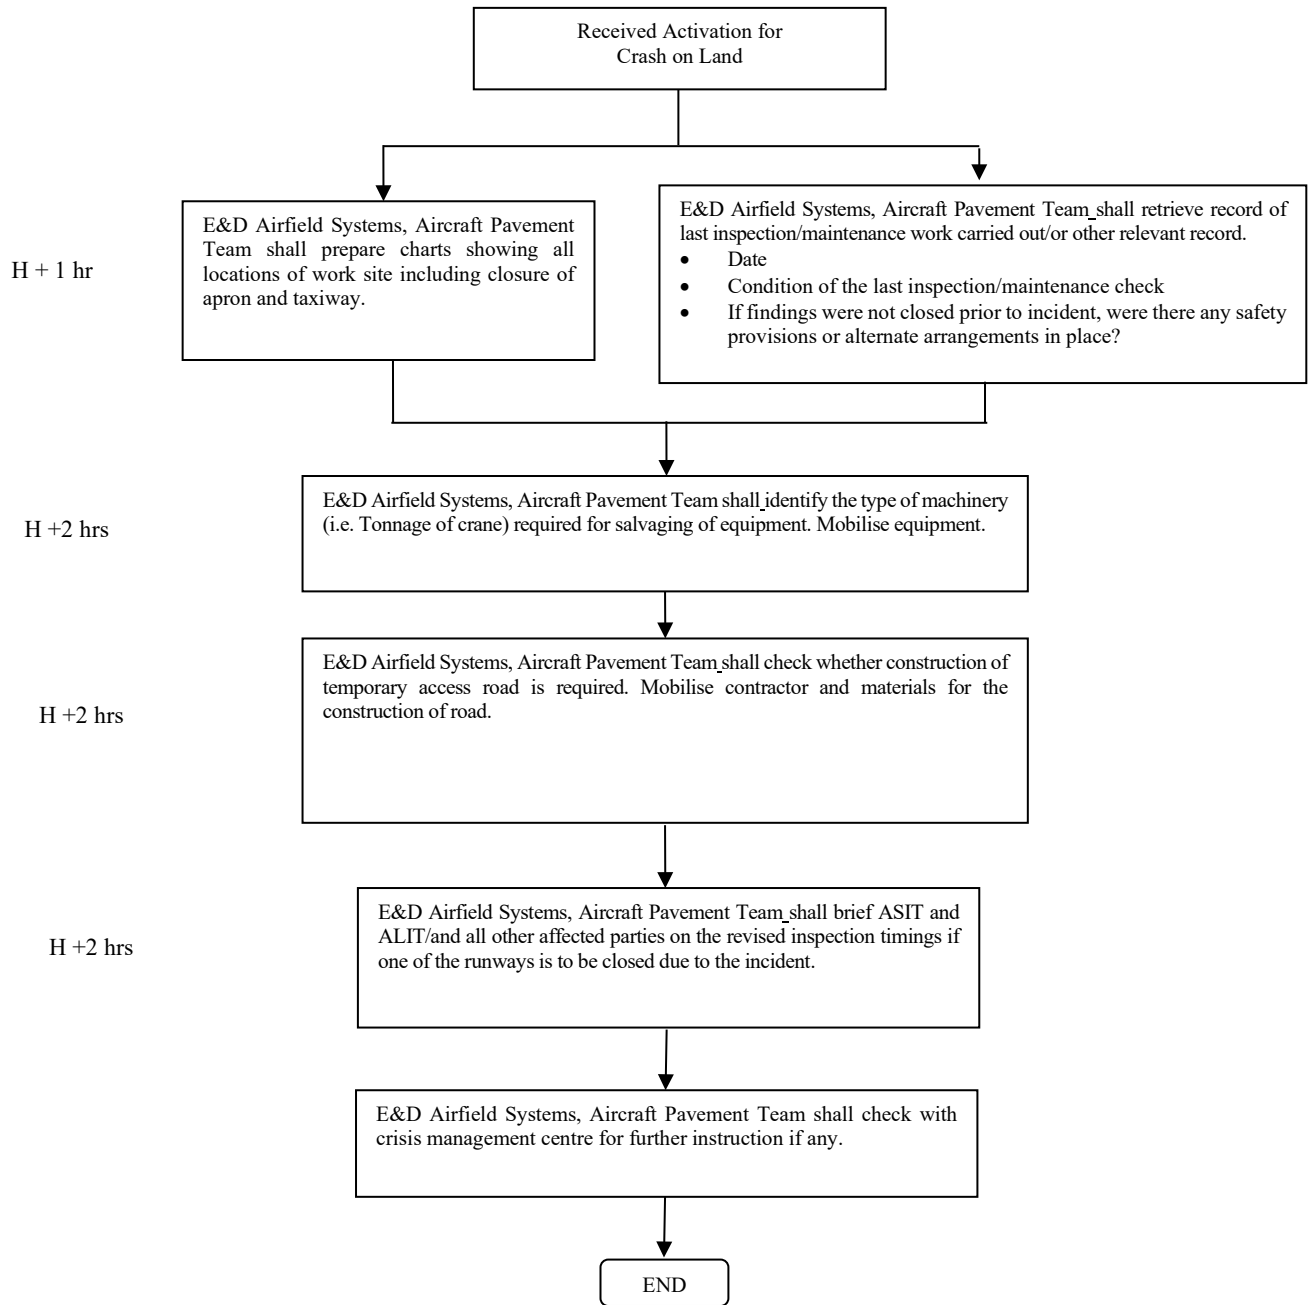 Received Activation for
Crash on Land
H + 1 hr
E&D Airfield Systems, Aircraft Pavement
Team shall prepare charts showing all
locations of work site including closure of
apron and taxiway.
E&D Airfield Systems, Aircraft Pavement Team shall retrieve record of
last inspection/maintenance work carried out/or other relevant record.
• Date
• Condition of the last inspection/maintenance check
• If findings were not closed prior to incident, were there any safety
provisions or alternate arrangements in place?
H +2 hrs
E&D Airfield Systems, Aircraft Pavement Team shall identify the type of machinery
(i.e. Tonnage of crane) required for salvaging of equipment. Mobilise equipment.
H +2 hrs
E&D Airfield Systems, Aircraft Pavement Team shall check whether construction of
temporary access road is required. Mobilise contractor and materials for the
construction of road.
H +2 hrs
E&D Airfield Systems, Aircraft Pavement Team shall brief ASIT and
ALIT/and all other affected parties on the revised inspection timings if
one of the runways is to be closed due to the incident.
E&D Airfield Systems, Aircraft Pavement Team shall check with
crisis management centre for further instruction if any.
END